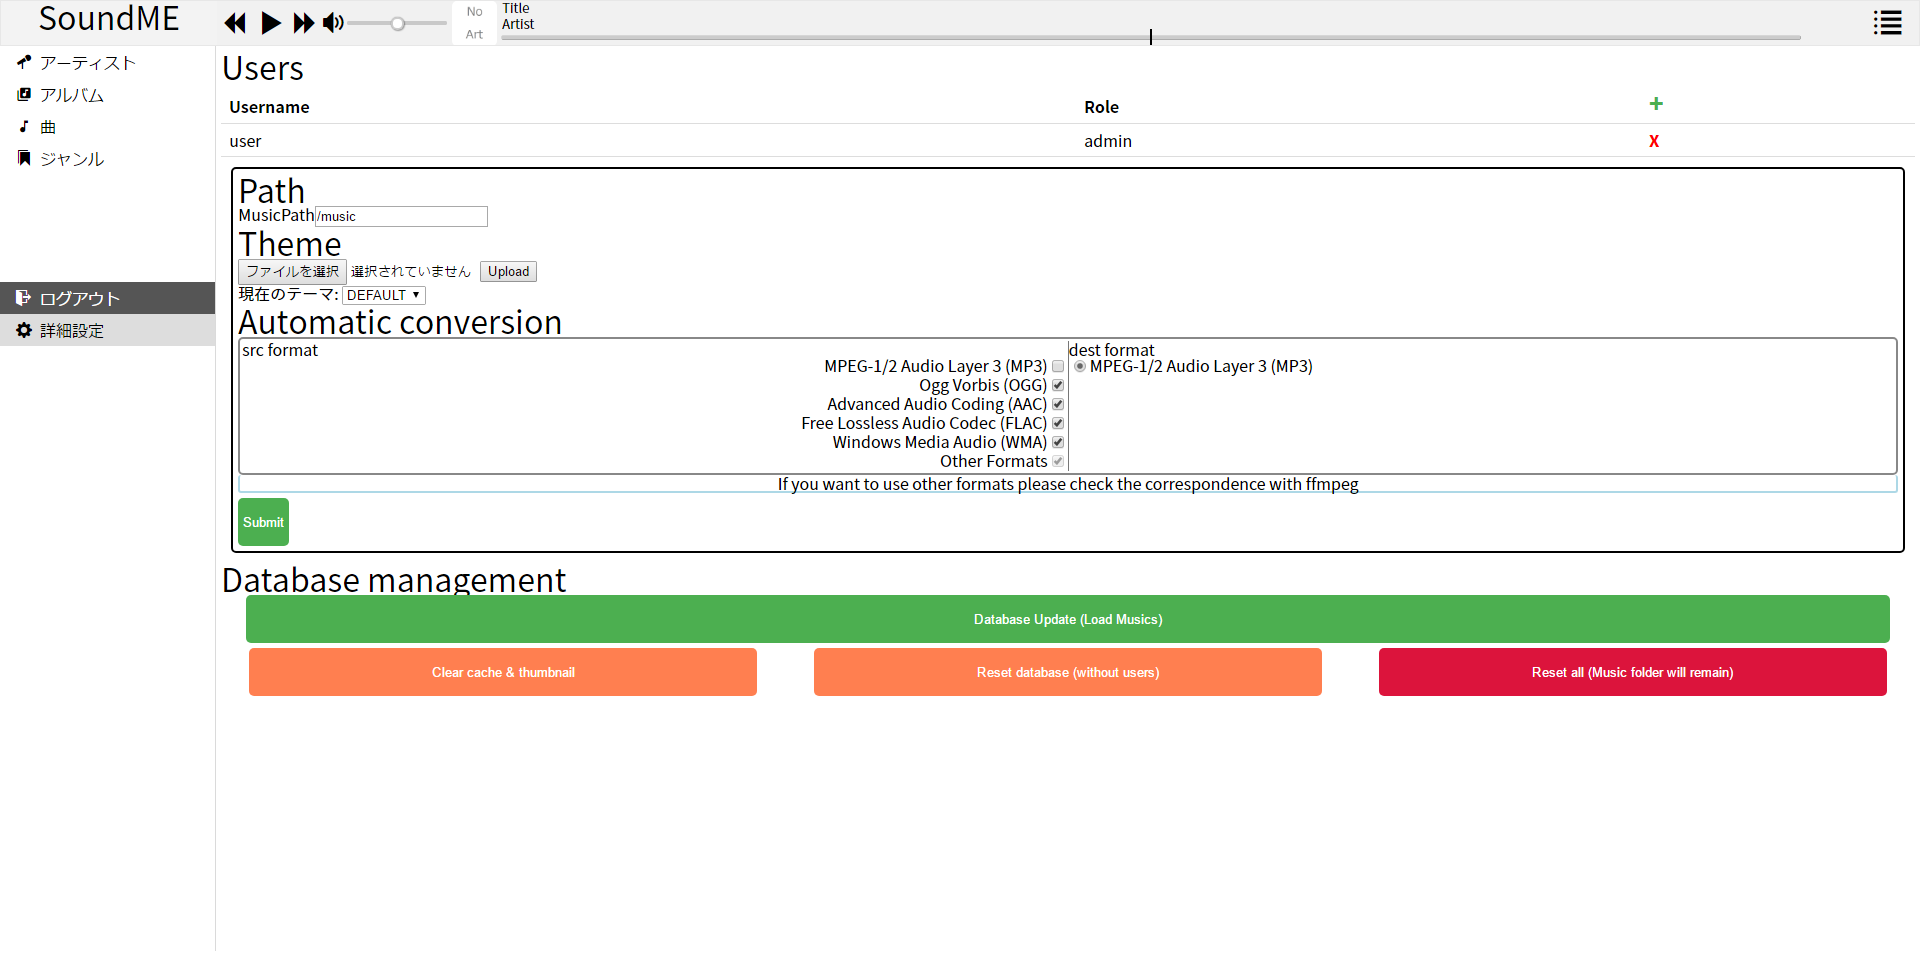 SoundME
No
Art
Title
Artist
アーティスト
アルバム
曲
ジャンル
ログアウト
詳細設定
Users
Username Role +
user admin X
Path
MusicPath /music
Theme
ファイルを選択 選択されていません Upload
現在のテーマ: DEFAULT
Automatic conversion
src format
MPEG-1/2 Audio Layer 3 (MP3)
Ogg Vorbis (OGG)
Advanced Audio Coding (AAC)
Free Lossless Audio Codec (FLAC)
Windows Media Audio (WMA)
Other Formats
dest format
MPEG-1/2 Audio Layer 3 (MP3)
If you want to use other formats please check the correspondence with ffmpeg
Submit
Database management
Database Update (Load Musics)
Clear cache & thumbnail
Reset database (without users)
Reset all (Music folder will remain)